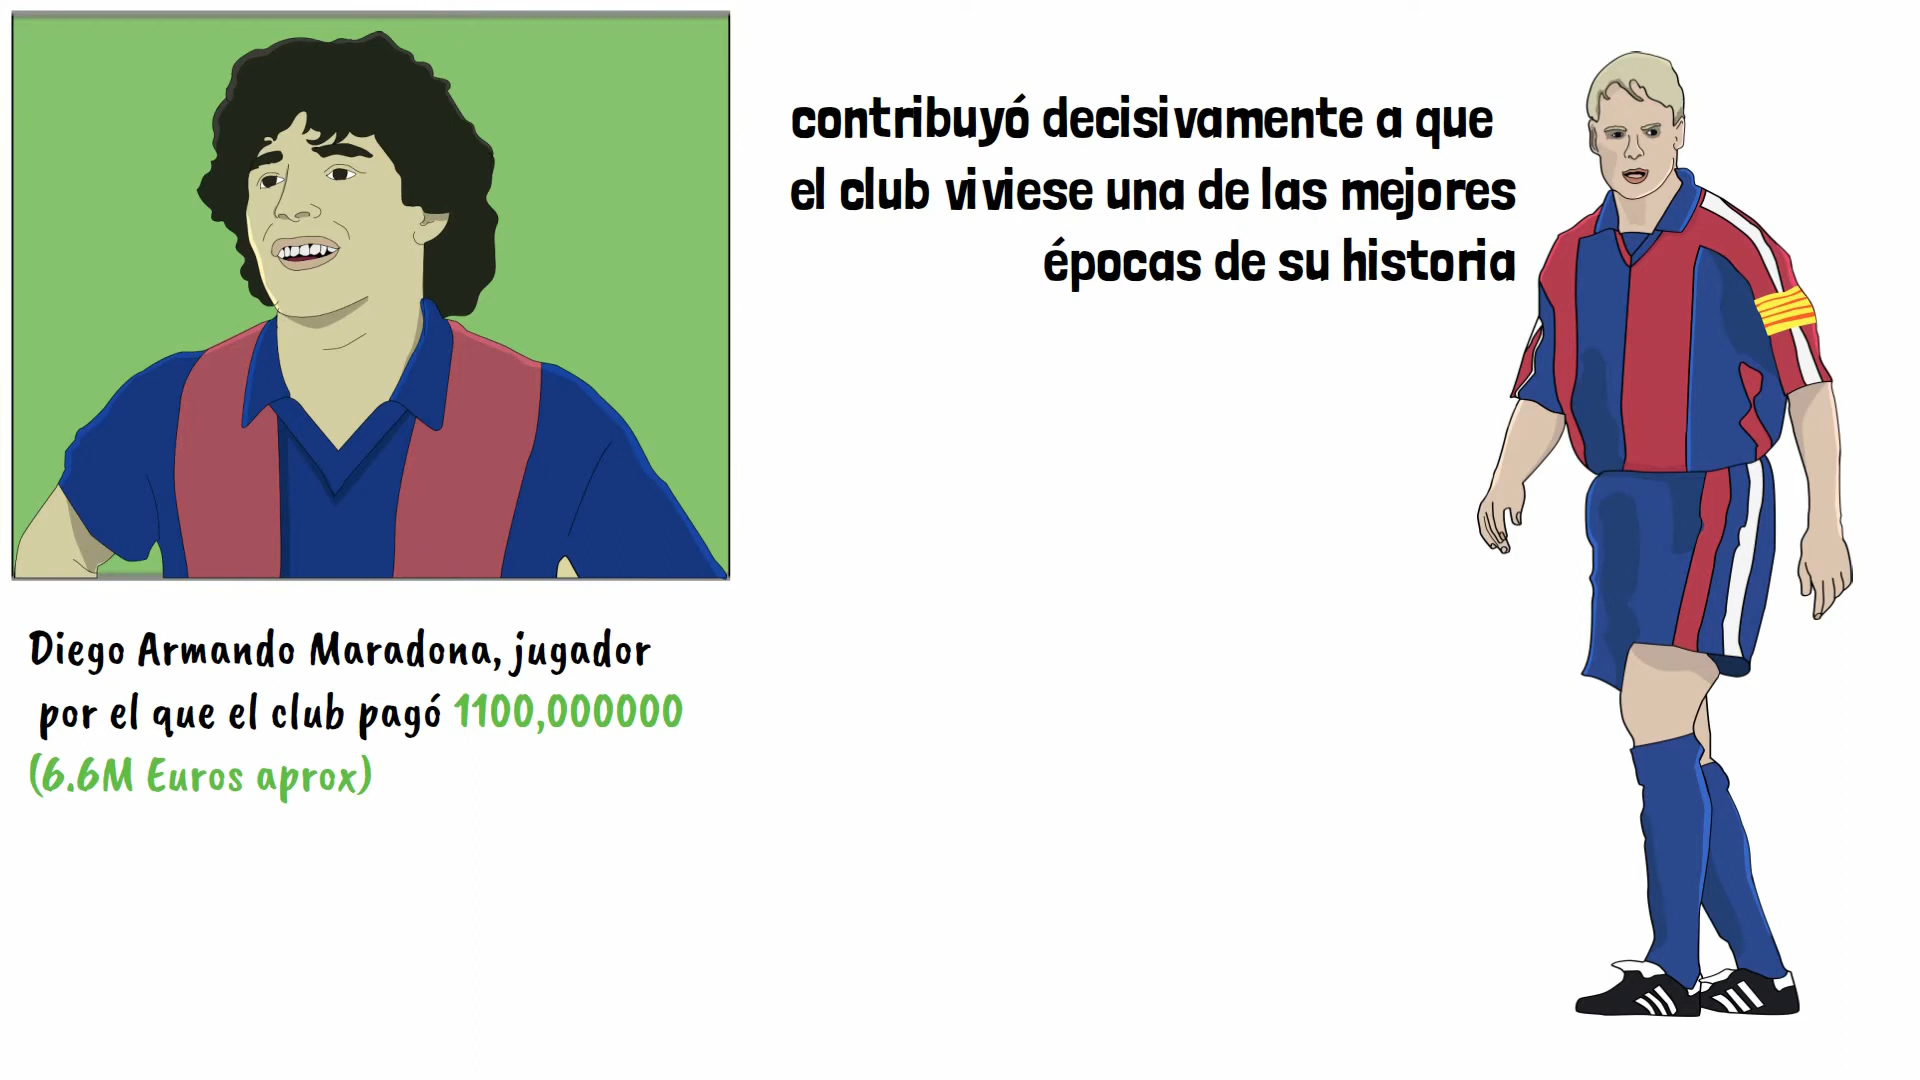 contribuyó decisivamente a que
el club viviese una de las mejores
épocas de su historia
Diego Armando Maradona, jugador
por el que el club pagó 1100,000000
(6.6M Euros aprox)